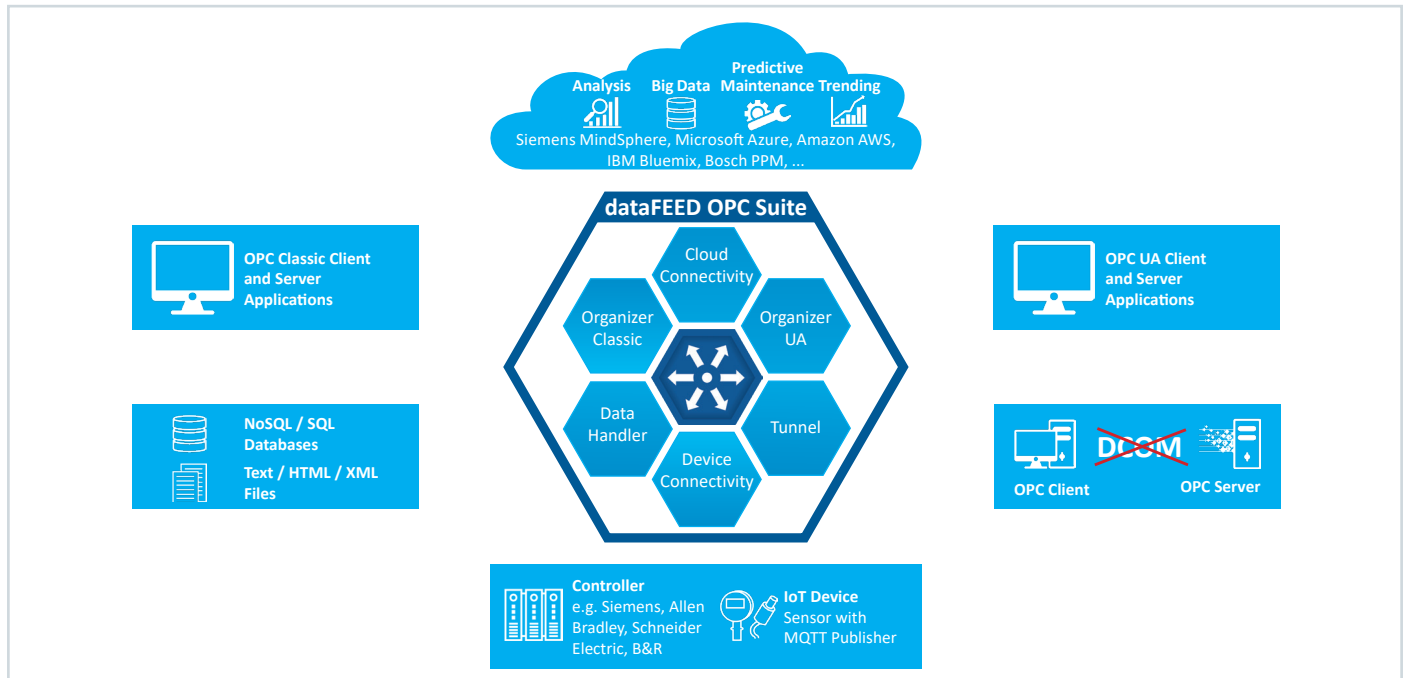 Analysis
Big Data
Predictive
Maintenance
Trending
Siemens MindSphere, Microsoft Azure, Amazon AWS,
IBM Bluemix, Bosch PPM, ...
dataFEED OPC Suite
OPC Classic Client
and Server
Applications
Cloud
Connectivity
Organizer
Classic
Organizer
UA
OPC UA Client
and Server
Applications
NoSQL / SQL
Databases
Text / HTML / XML
Files
Data
Handler
Tunnel
Device
Connectivity
DCOM
OPC Client
OPC Server
Controller
e.g. Siemens, Allen
Bradley, Schneider
Electric, B&R
IoT Device
Sensor with
MQTT Publisher